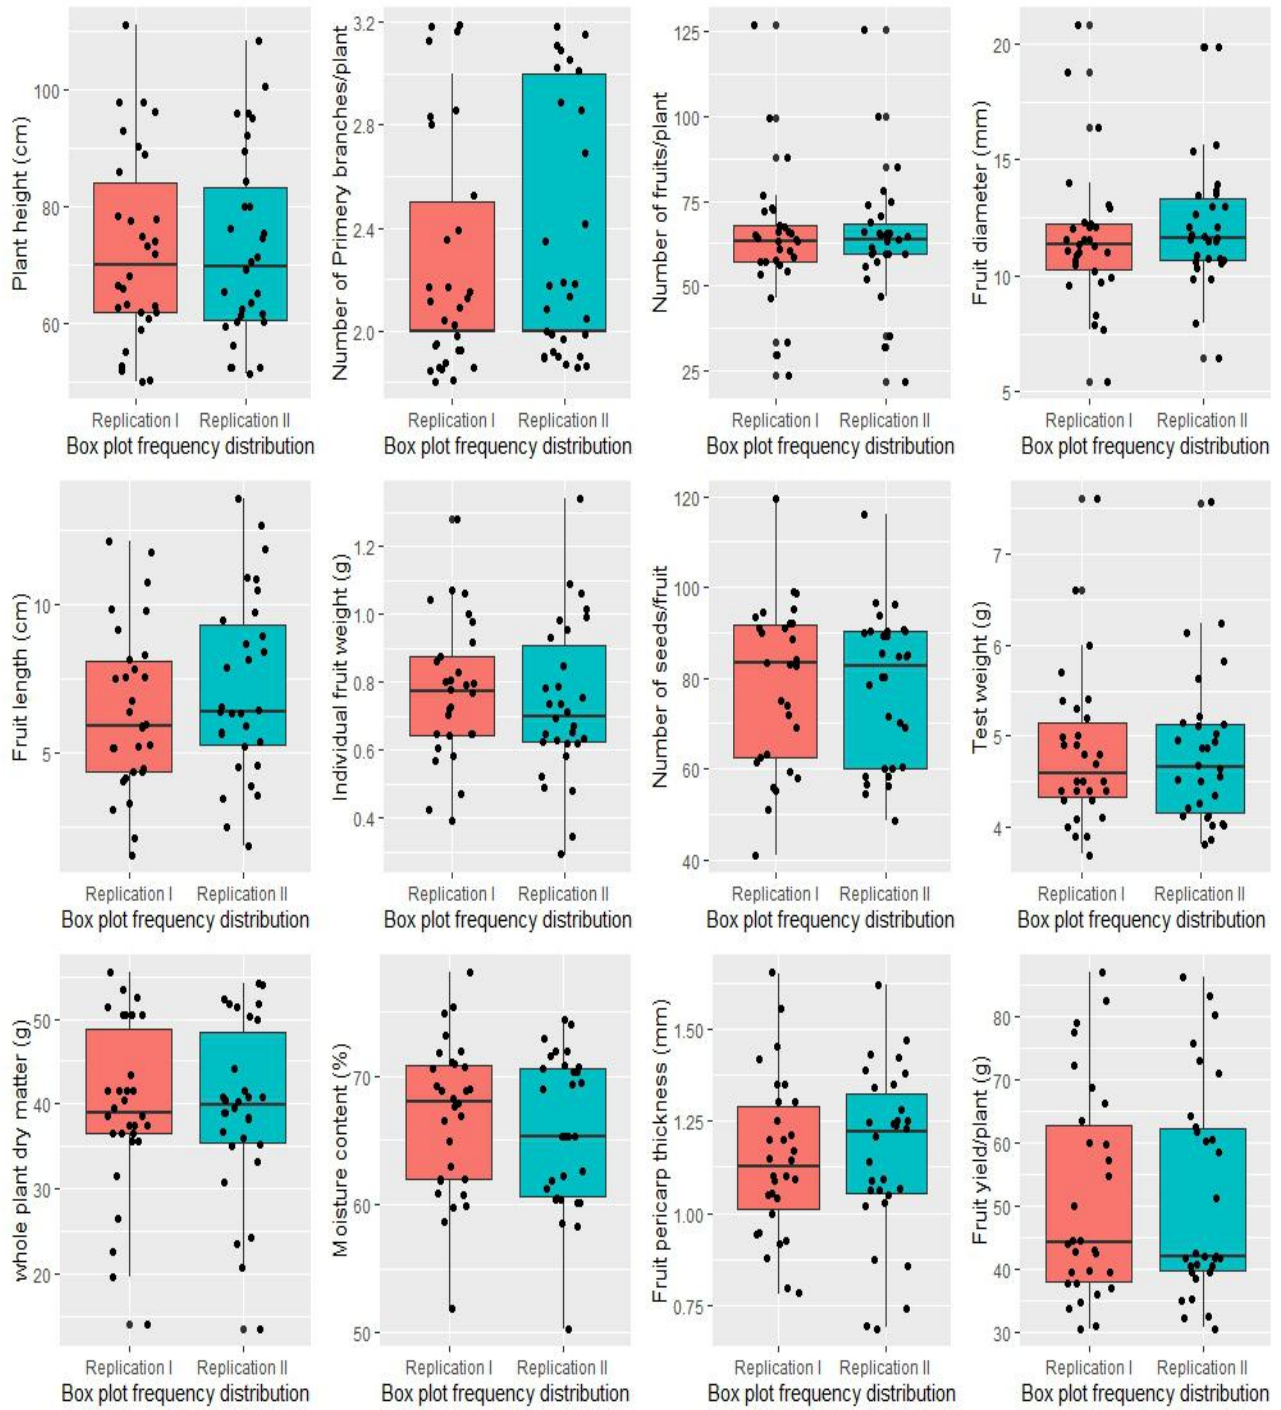 Plant height (cm)
100
80
60
Replication I Replication II
Box plot frequency distribution
Number of Primery branches/plant
3.2
2.8
2.4
2.0
Replication I Replication II
Box plot frequency distribution
Number of fruits/plant
125
100
75
50
25
Replication I Replication II
Box plot frequency distribution
Fruit diameter (mm)
20
15
10
5
Replication I Replication II
Box plot frequency distribution
Fruit length (cm)
10
5
Replication I Replication II
Box plot frequency distribution
Individual fruit weight (g)
1.2
1.0
0.8
0.6
0.4
Replication I Replication II
Box plot frequency distribution
Number of seeds/fruit
120
100
80
60
40
Replication I Replication II
Box plot frequency distribution
Test weight (g)
7
6
5
4
Replication I Replication II
Box plot frequency distribution
whole plant dry matter (g)
50
40
30
20
Replication I Replication II
Box plot frequency distribution
Moisture content (%)
70
60
50
Replication I Replication II
Box plot frequency distribution
Fruit pericarp thickness (mm)
1.50
1.25
1.00
0.75
Replication I Replication II
Box plot frequency distribution
Fruit yield/plant (g)
80
70
60
50
40
30
Replication I Replication II
Box plot frequency distribution